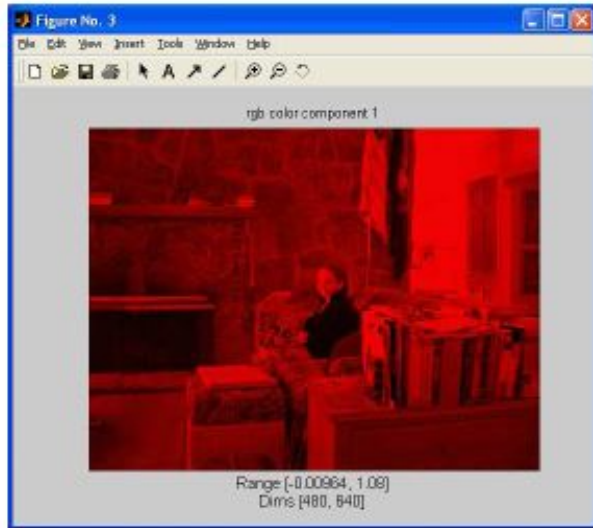 Figure No. 3
File Edit View Insert Tools Window Help
A
rgb color component 1
Range [-0.00964, 1.08]
Dims [480, 640]